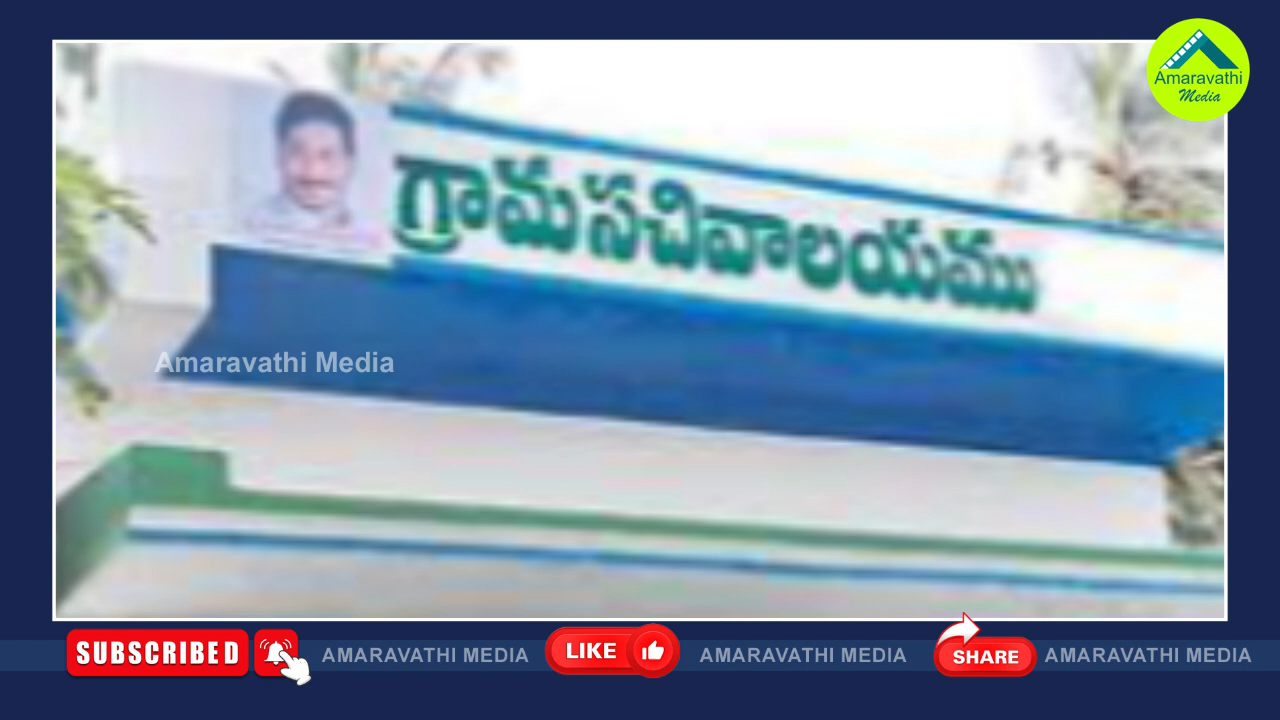 Amaravathi
Media
గ్రామ సచివాలయము
Amaravathi Media
SUBSCRIBED
AMARAVATHI MEDIA
LIKE
AMARAVATHI MEDIA
SHARE
AMARAVATHI MEDIA